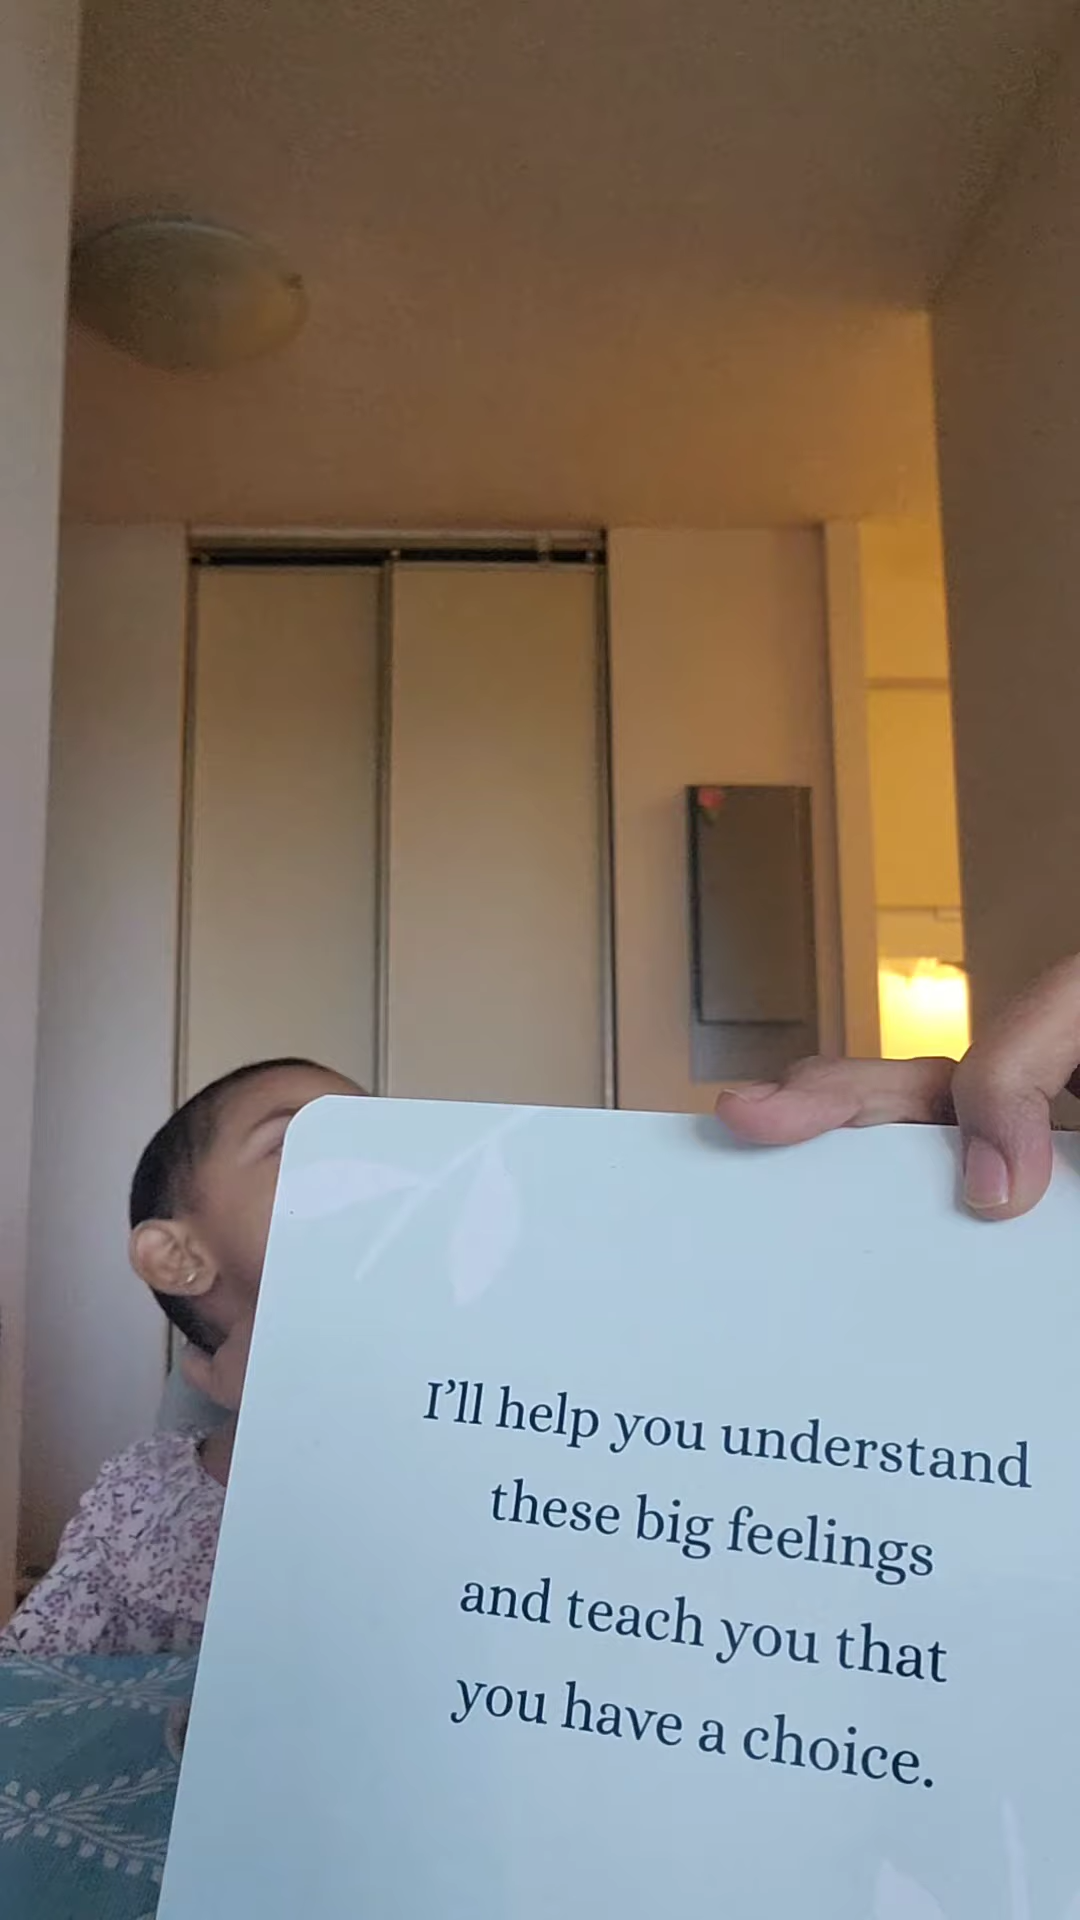 I’ll help you understand
these big feelings
and teach you that
you have a choice.